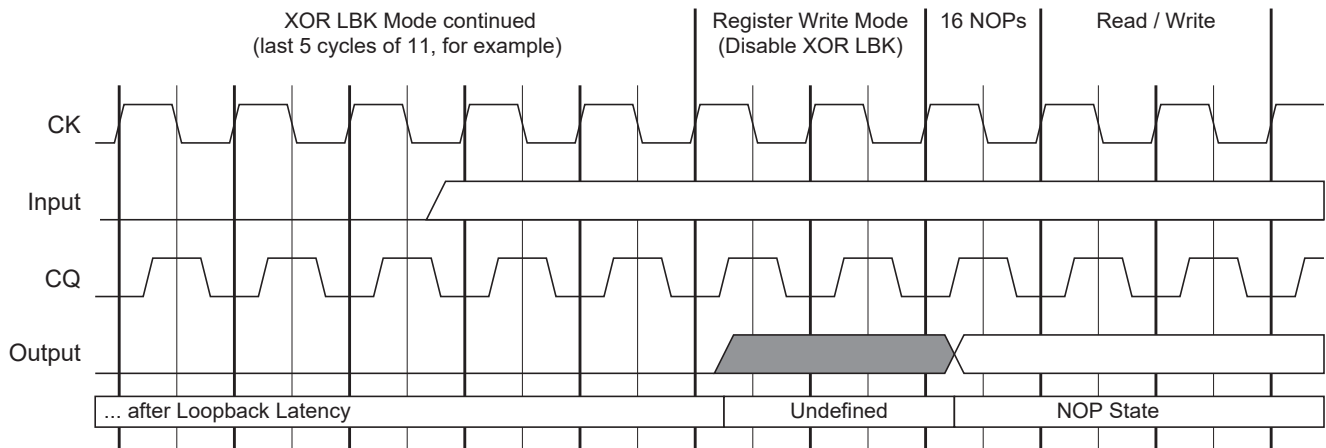 XOR LBK Mode continued
(last 5 cycles of 11, for example)
Register Write Mode
(Disable XOR LBK)
16 NOPs
Read / Write
CK
Input
CQ
Output
... after Loopback Latency
Undefined
NOP State